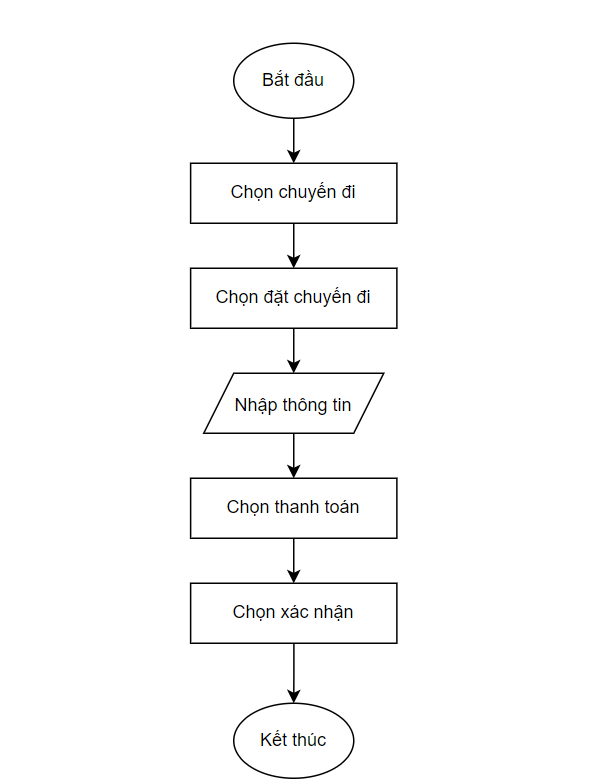 Bắt đầu
Chọn chuyến đi
Chọn đặt chuyến đi
Nhập thông tin
Chọn thanh toán
Chọn xác nhận
Kết thúc